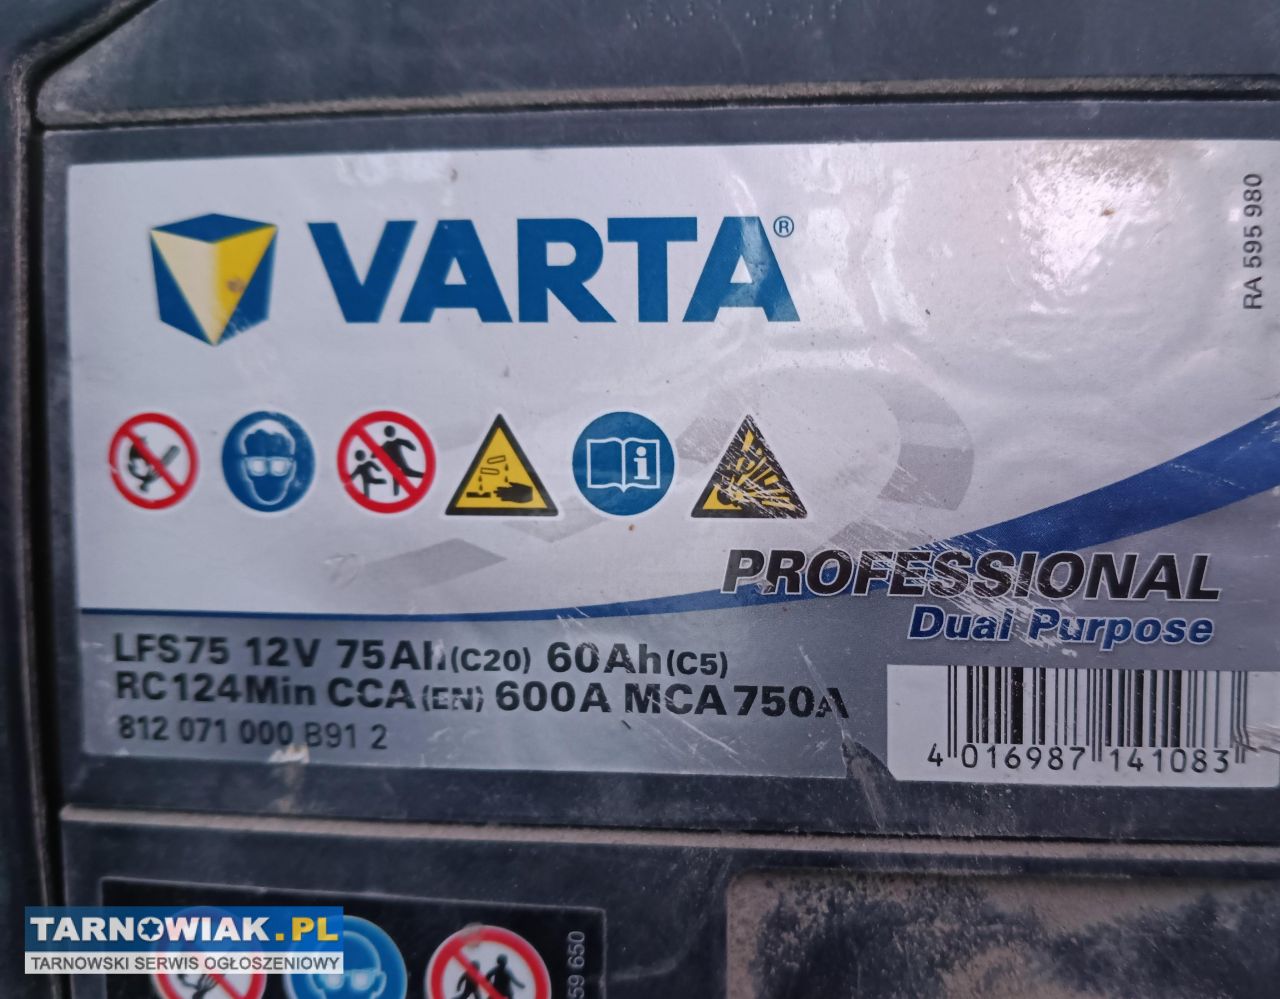 VARTA®
RA 595 980
PROFESSIONAL
Dual Purpose
LFS75 12V 75Ah(C20) 60Ah(C5)
RC124Min CCA(EN) 600A MCA750A
812 071 000 B91 2
4 016987 141083
TARNOWIAK.PL
TARNOWSKI SERWIS OGŁOSZENIOWY
59 650